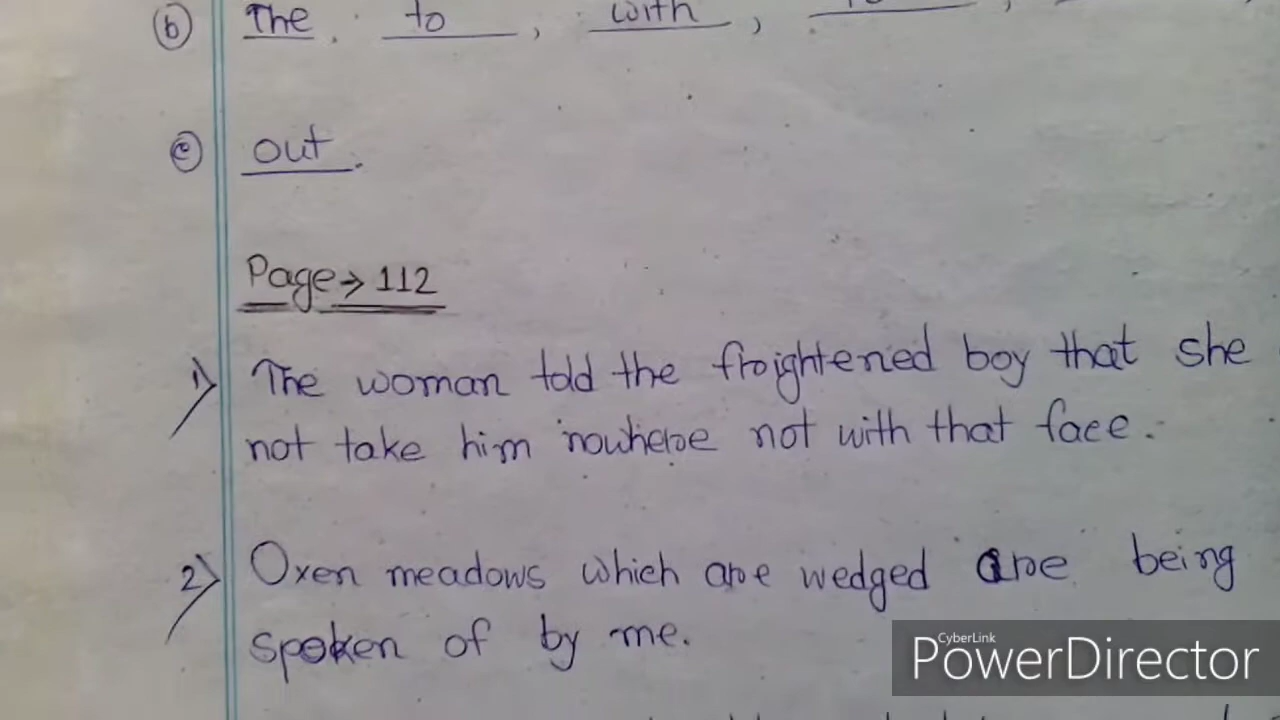 (b) The. to, with,
(c) out.
Page → 112
1) The woman told the frightened boy that she
not take him nowhere not with that face.
2) Oxen meadows which are wedged are being
spoken of by me.
CyberLink
PowerDirector